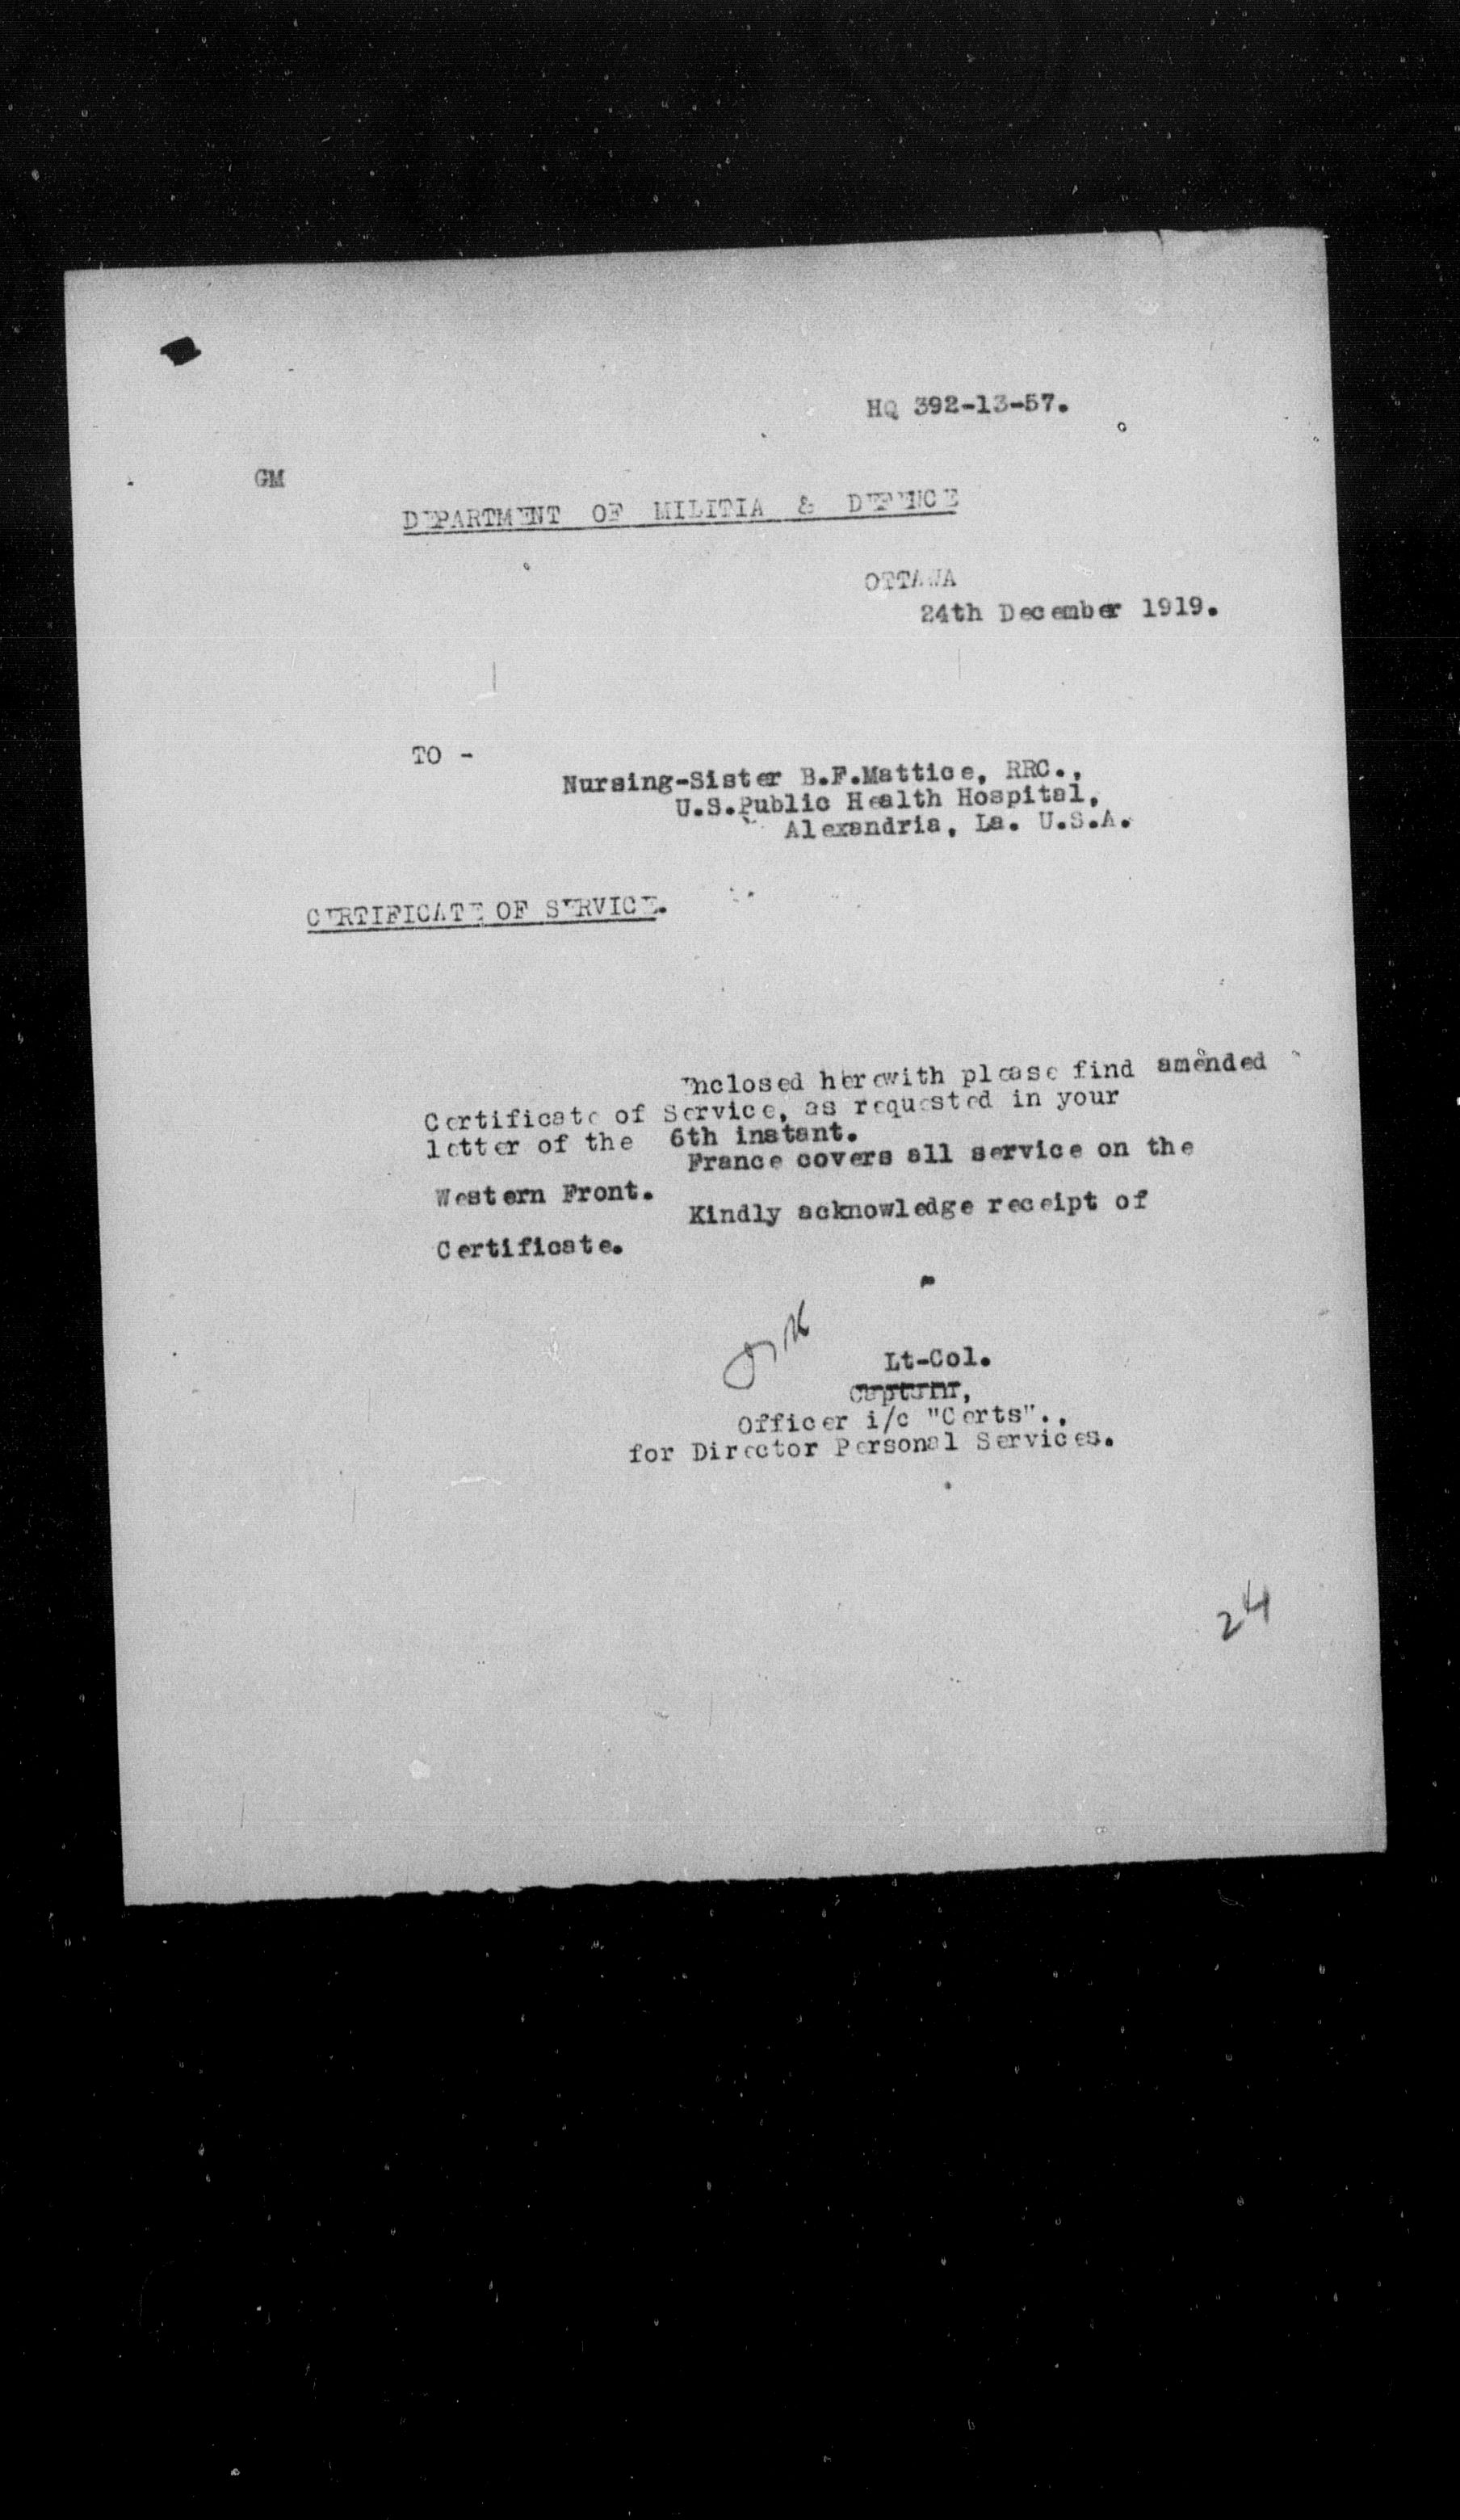 HQ 392-13-57.
GM
DEPARTMENT OF MILITIA & DEFENCE
OTTAWA
24th December 1919.
TO -
Nursing-Sister B.F.Mattice, RRC.,
U.S.Public Health Hospital,
Alexandria, La. U.S.A.
CERTIFICATE OF SERVICE.
Enclosed herewith please find amended
Certificate of Service, as requested in your
letter of the 6th instant.
France covers all service on the
Western Front.
Kindly acknowledge receipt of
Certificate.
Lt-Col.
Captain,
Officer i/c "Certs".,
for Director Personal Services.
24